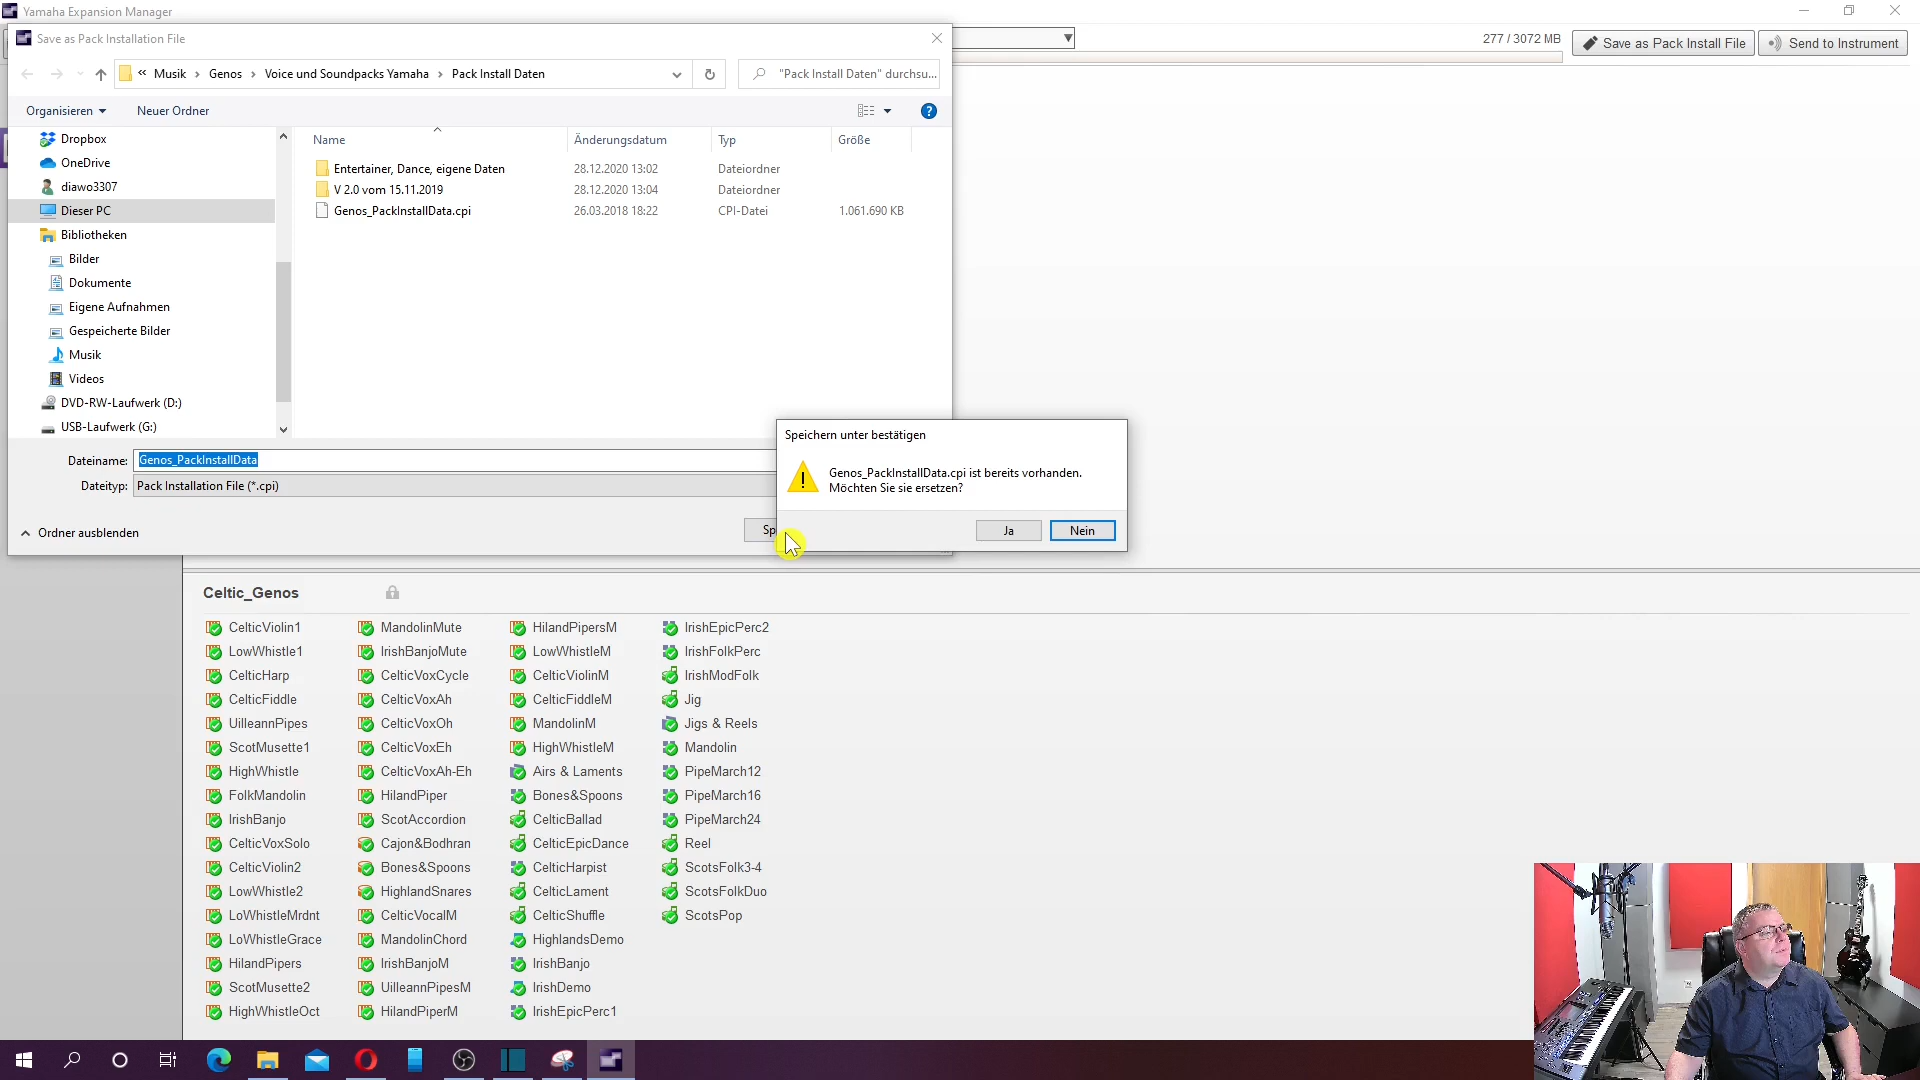 Yamaha Expansion Manager
Save as Pack Installation File
277 / 3072 MB
Save as Pack Install File
Send to Instrument
« Musik › Genos › Voice und Soundpacks Yamaha › Pack Install Daten
"Pack Install Daten" durchsu...
Organisieren
Neuer Ordner
Name
Änderungsdatum
Typ
Größe
Entertainer, Dance, eigene Daten 28.12.2020 13:02 Dateiordner
V 2.0 vom 15.11.2019 28.12.2020 13:04 Dateiordner
Genos_PackInstallData.cpi 26.03.2018 18:22 CPI-Datei 1.061.690 KB
Dropbox
OneDrive
diawo3307
Dieser PC
Bibliotheken
Bilder
Dokumente
Eigene Aufnahmen
Gespeicherte Bilder
Musik
Videos
DVD-RW-Laufwerk (D:)
USB-Laufwerk (G:)
Dateiname: Genos_PackInstallData
Dateityp: Pack Installation File (*.cpi)
Ordner ausblenden
Sp
Speichern unter bestätigen
Genos_PackInstallData.cpi ist bereits vorhanden.
Möchten Sie sie ersetzen?
Ja
Nein
Celtic_Genos
CelticViolin1
LowWhistle1
CelticHarp
CelticFiddle
UilleannPipes
ScotMusette1
HighWhistle
FolkMandolin
IrishBanjo
CelticVoxSolo
CelticViolin2
LowWhistle2
LoWhistleMrdnt
LoWhistleGrace
HilandPipers
ScotMusette2
HighWhistleOct
MandolinMute
IrishBanjoMute
CelticVoxCycle
CelticVoxAh
CelticVoxOh
CelticVoxEh
CelticVoxAh-Eh
HilandPiper
ScotAccordion
Cajon&Bodhran
Bones&Spoons
HighlandSnares
CelticVocalM
MandolinChord
IrishBanjoM
UilleannPipesM
HilandPiperM
HilandPipersM
LowWhistleM
CelticViolinM
CelticFiddleM
MandolinM
HighWhistleM
Airs & Laments
Bones&Spoons
CelticBallad
CelticEpicDance
CelticHarpist
CelticLament
CelticShuffle
HighlandsDemo
IrishBanjo
IrishDemo
IrishEpicPerc1
IrishEpicPerc2
IrishFolkPerc
IrishModFolk
Jig
Jigs & Reels
Mandolin
PipeMarch12
PipeMarch16
PipeMarch24
Reel
ScotsFolk3-4
ScotsFolkDuo
ScotsPop